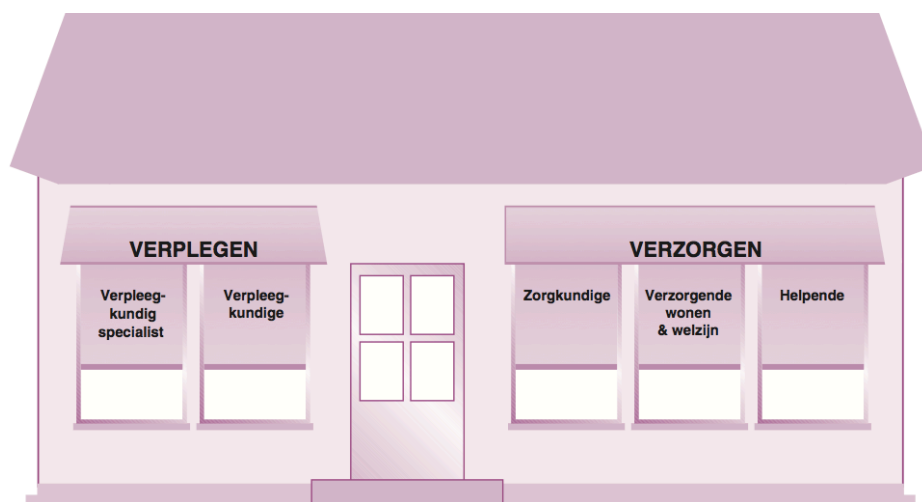 VERPLEGEN
Verpleeg-
kundig
specialist
Verpleeg-
kundige
VERZORGEN
Zorgkundige
Verzorgende
wonen
& welzijn
Helpende